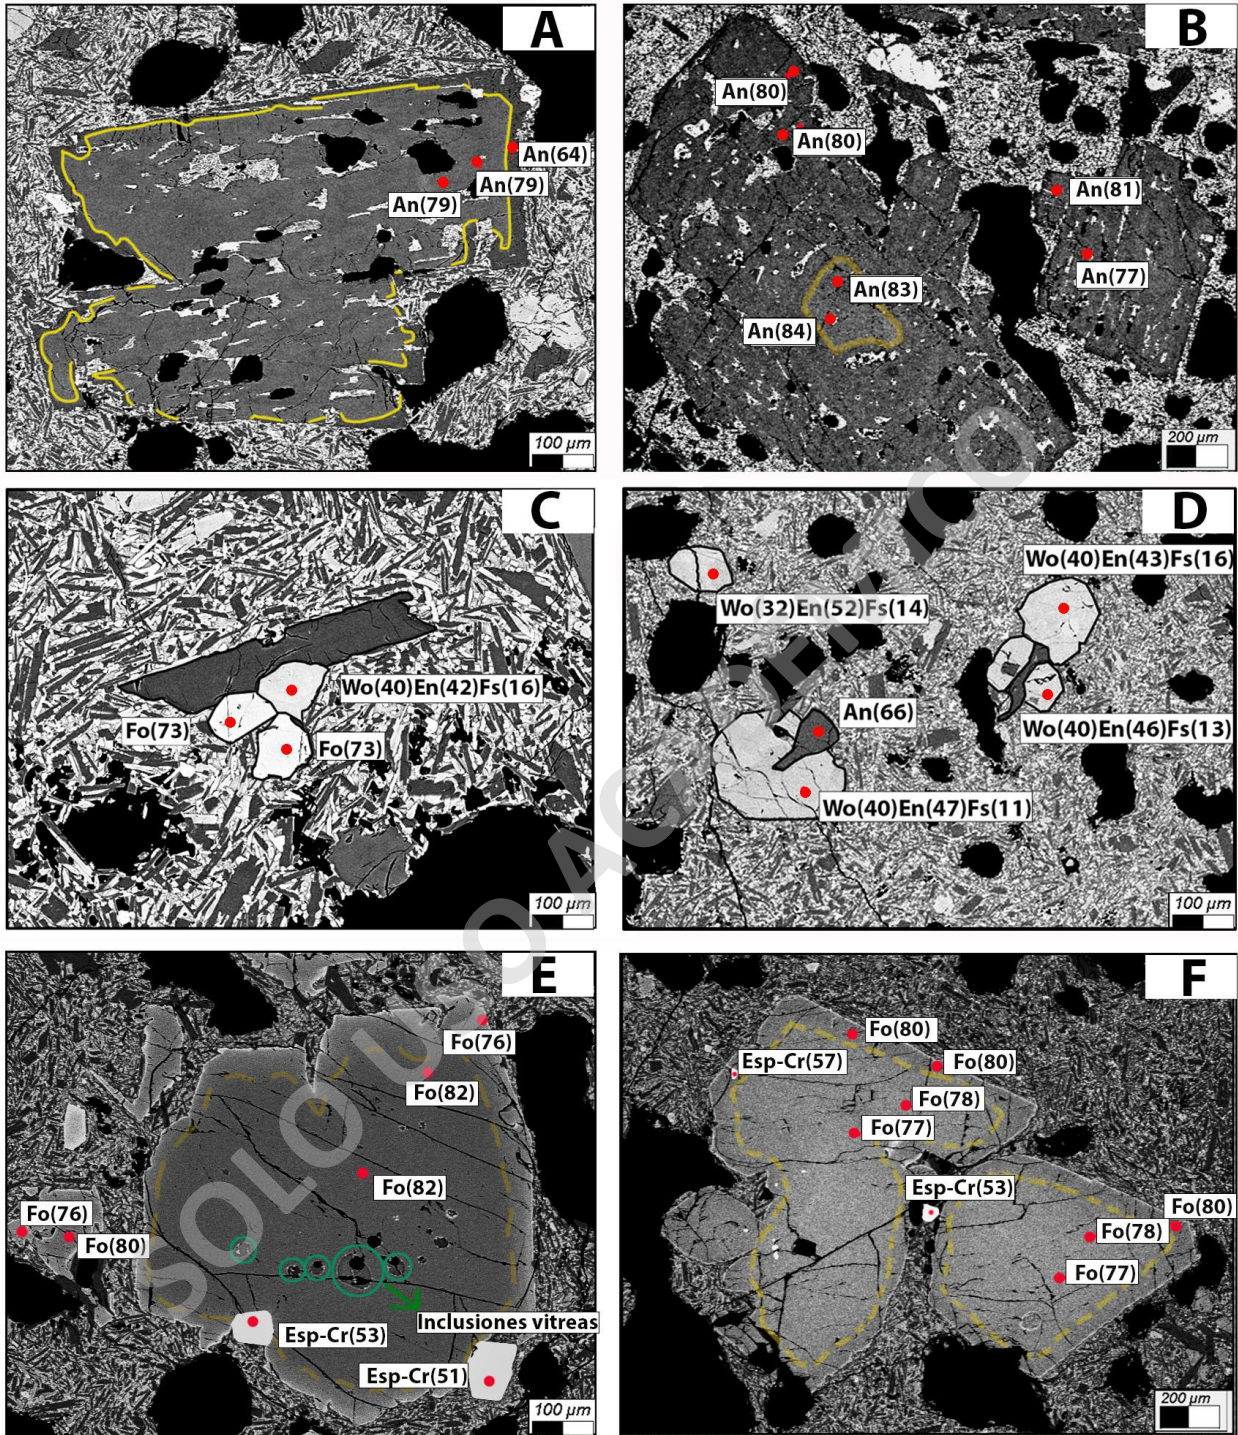 A
An(64)
An(79)
An(79)
100 µm
B
An(80)
An(80)
An(81)
An(77)
An(83)
An(84)
200 µm
C
Wo(40)En(42)Fs(16)
Fo(73)
Fo(73)
100 µm
D
Wo(40)En(43)Fs(16)
Wo(32)En(52)Fs(14)
An(66)
Wo(40)En(46)Fs(13)
Wo(40)En(47)Fs(11)
100 µm
E
Fo(76)
Fo(82)
Fo(82)
Fo(76)
Fo(80)
Inclusiones vitreas
Esp-Cr(53)
Esp-Cr(51)
100 µm
F
Fo(80)
Esp-Cr(57)
Fo(80)
Fo(78)
Fo(77)
Esp-Cr(53)
Fo(80)
Fo(78)
Fo(77)
200 µm
SOLO USO ACADEMICO